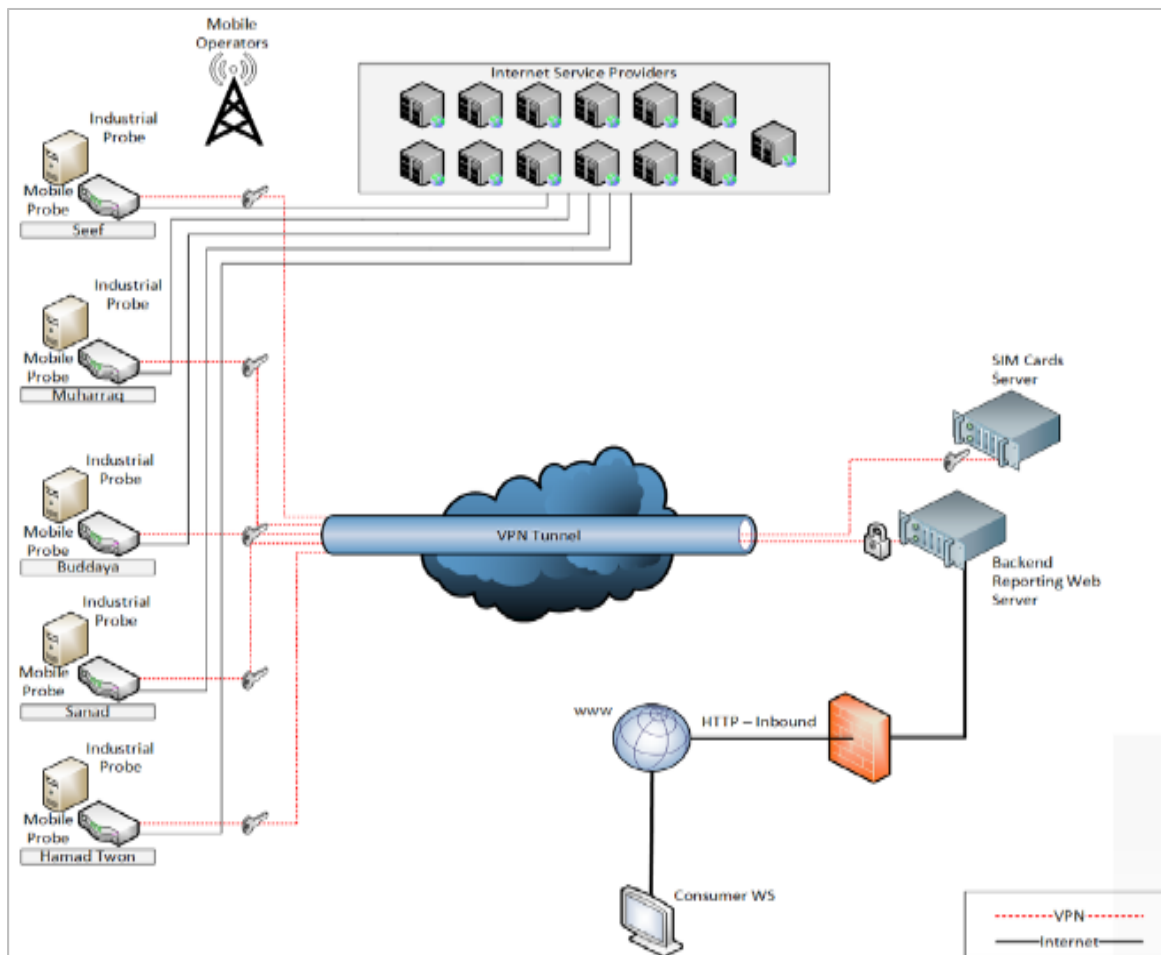 Mobile
Operators
Internet Service Providers
Industrial
Probe
Mobile
Probe
Seef
Industrial
Probe
Mobile
Probe
Muharraq
Industrial
Probe
Mobile
Probe
Buddaya
Industrial
Probe
Mobile
Probe
Sanad
Industrial
Probe
Mobile
Probe
Hamad Twon
VPN Tunnel
SIM Cards
Server
Backend
Reporting Web
Server
www
HTTP – Inbound
Consumer WS
VPN
Internet